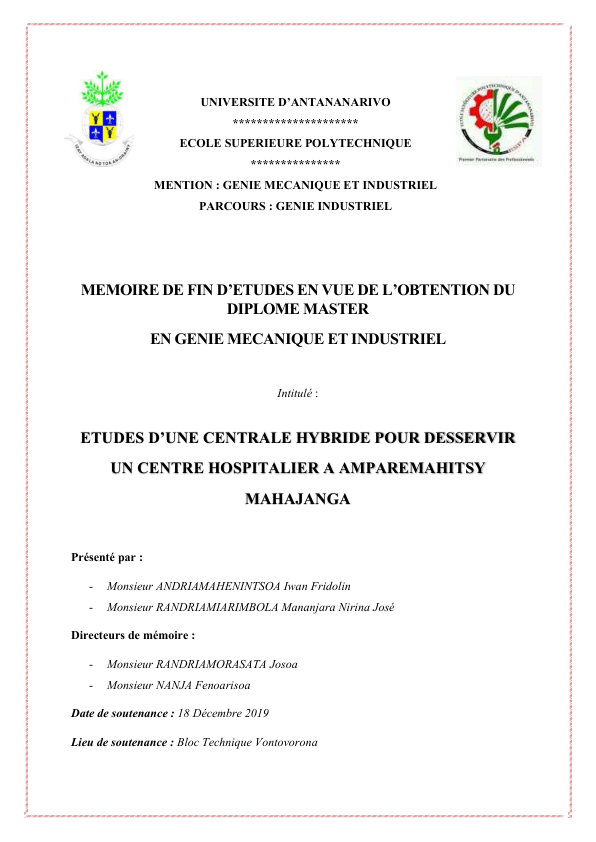 UNIVERSITE D’ANTANANARIVO
*********************
ECOLE SUPERIEURE POLYTECHNIQUE
***************
MENTION : GENIE MECANIQUE ET INDUSTRIEL
PARCOURS : GENIE INDUSTRIEL
Premier Partenaire des Professionnels
MEMOIRE DE FIN D’ETUDES EN VUE DE L’OBTENTION DU
DIPLOME MASTER
EN GENIE MECANIQUE ET INDUSTRIEL
Intitulé :
ETUDES D’UNE CENTRALE HYBRIDE POUR DESSERVIR
UN CENTRE HOSPITALIER A AMPAREMAHITSY
MAHAJANGA
Présenté par :
- Monsieur ANDRIAMAHENINTSOA Iwan Fridolin
- Monsieur RANDRIAMIARIMBOLA Mananjara Nirina José
Directeurs de mémoire :
- Monsieur RANDRIAMORASATA Josoa
- Monsieur NANJA Fenoarisoa
Date de soutenance : 18 Décembre 2019
Lieu de soutenance : Bloc Technique Vontovorona